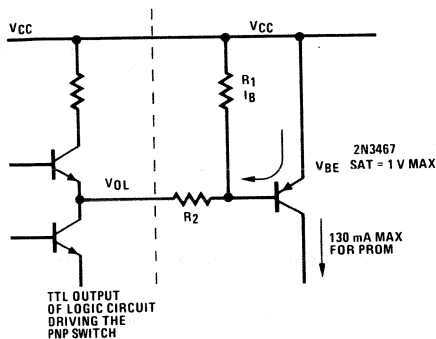 VCC
VCC
R1
IB
2N3467
VBE SAT = 1 V MAX
VOL
R2
130 mA MAX
FOR PROM
TTL OUTPUT
OF LOGIC CIRCUIT
DRIVING THE
PNP SWITCH